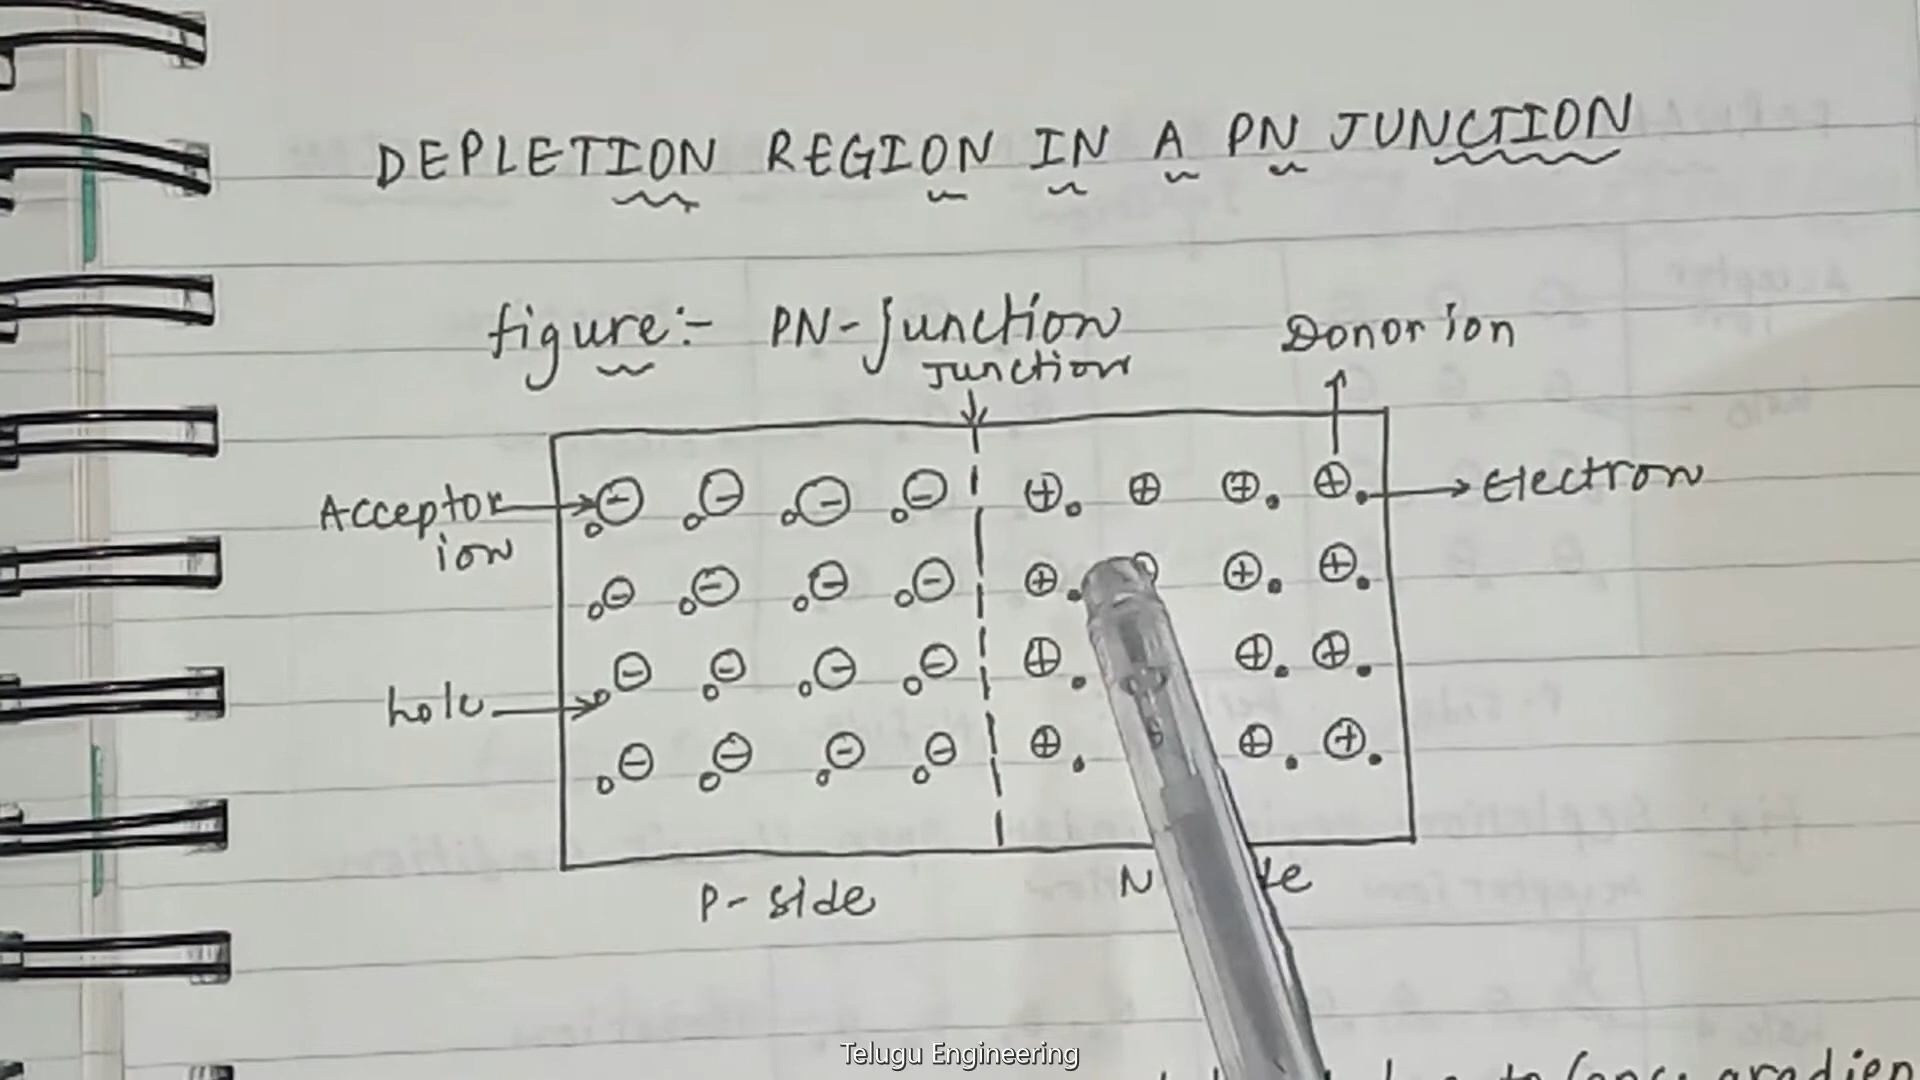 DEPLETION REGION IN A PN JUNCTION
figure:- PN-junction
Junction
Donor ion
Acceptor
ion
Electron
hole
P-side
N
Telugu Engineering